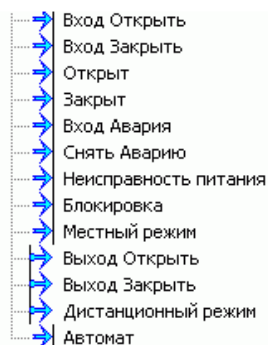 Вход Открыть
Вход Закрыть
Открыт
Закрыт
Вход Авария
Снять Аварию
Неисправность питания
Блокировка
Местный режим
Выход Открыть
Выход Закрыть
Дистанционный режим
Автомат